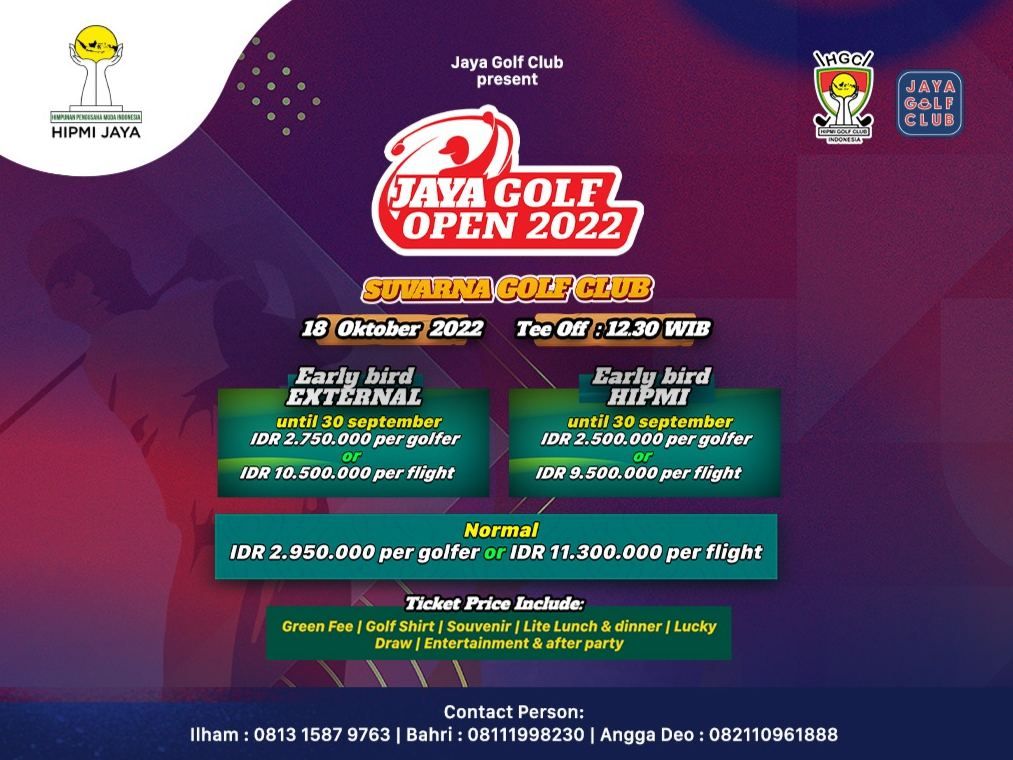 HIMPUNAN PENGUSAHA MUDA INDONESIA
HIPMI JAYA
Jaya Golf Club
present
HGC
HIPMI GOLF CLUB
INDONESIA
JAYA
GOLF
CLUB
JAYA GOLF
OPEN 2022
SUVARNA GOLF CLUB
18 Oktober 2022
Tee Off : 12.30 WIB
Early bird
EXTERNAL
until 30 september
IDR 2.750.000 per golfer
or
IDR 10.500.000 per flight
Early bird
HIPMI
until 30 september
IDR 2.500.000 per golfer
or
IDR 9.500.000 per flight
Normal
IDR 2.950.000 per golfer or IDR 11.300.000 per flight
Ticket Price Include:
Green Fee | Golf Shirt | Souvenir | Lite Lunch & dinner | Lucky
Draw | Entertainment & after party
Contact Person:
Ilham : 0813 1587 9763 | Bahri : 08111998230 | Angga Deo : 082110961888